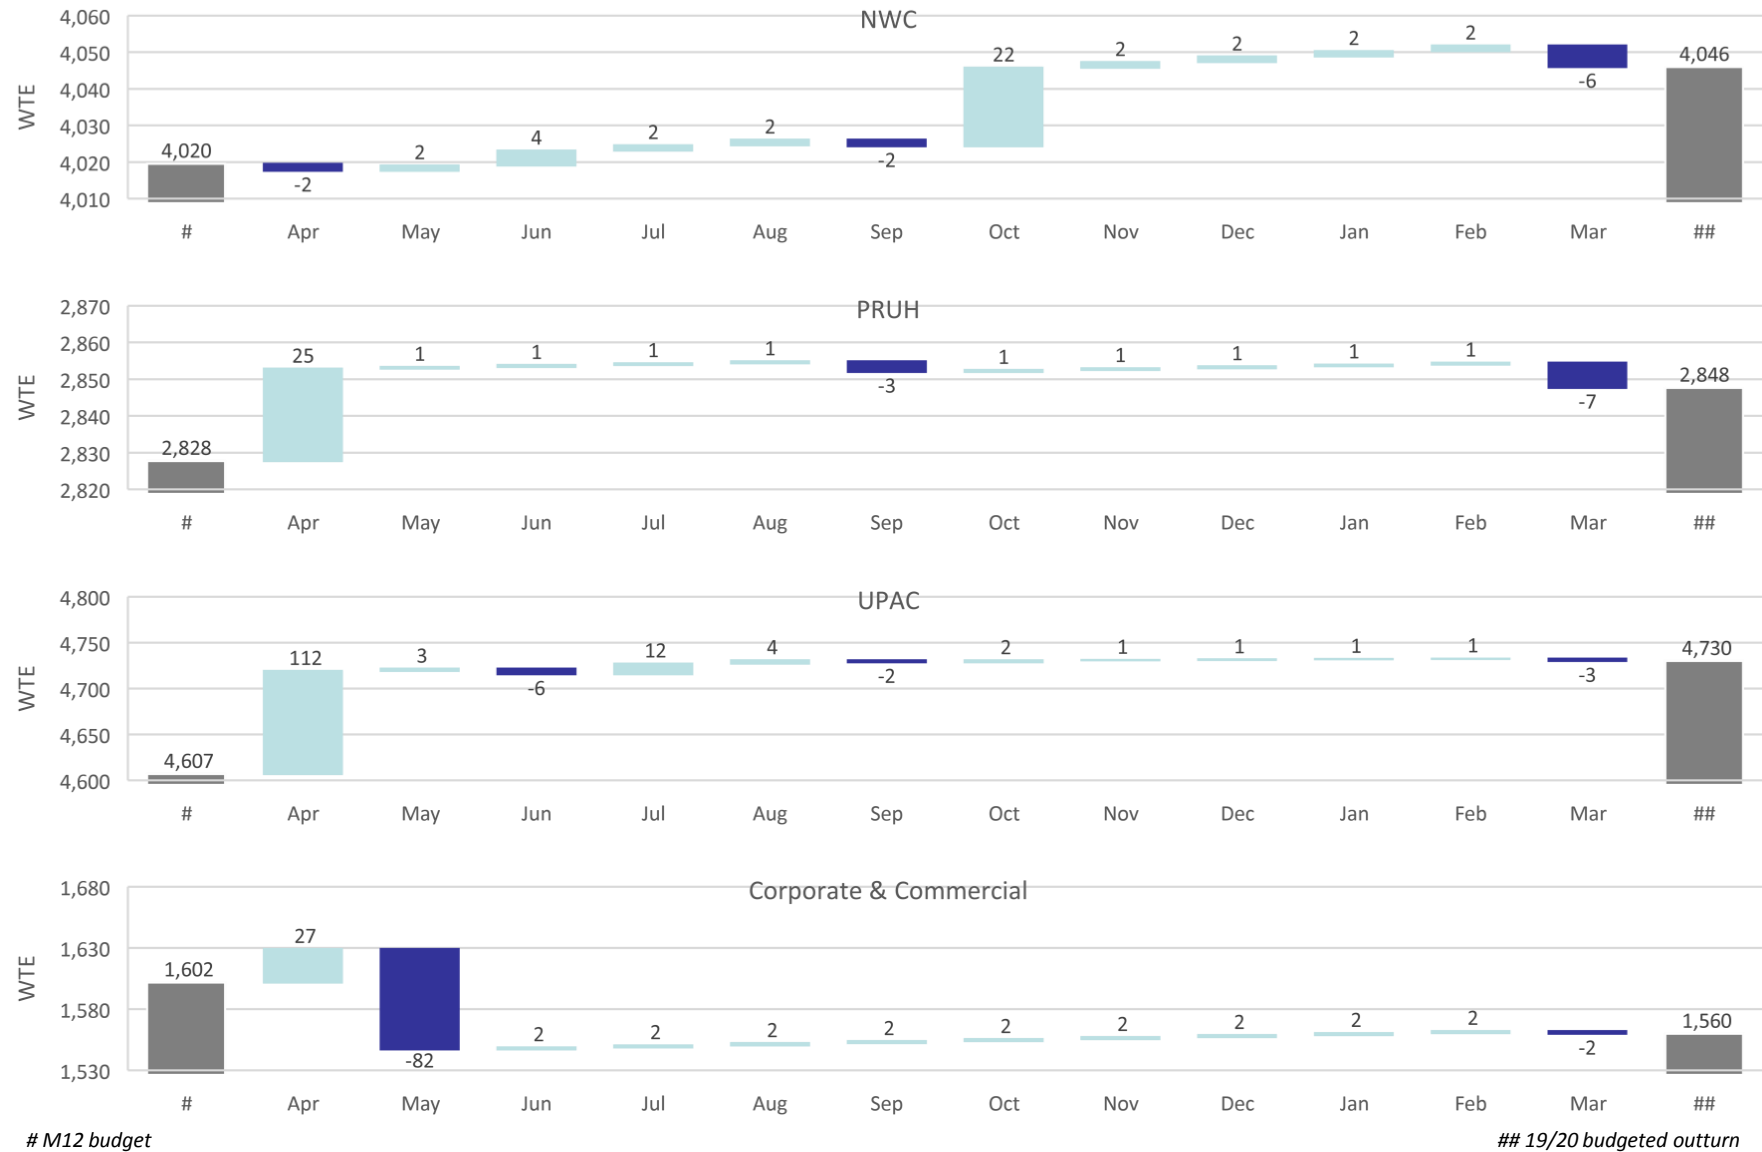 NWC
4,060
4,050
4,040
4,030
4,020
4,010
WTE
4,020 -2 2 4 2 2 -2 22 2 2 2 2 -6 4,046
# Apr May Jun Jul Aug Sep Oct Nov Dec Jan Feb Mar ##
PRUH
2,870
2,860
2,850
2,840
2,830
2,820
WTE
2,828 25 1 1 1 1 -3 1 1 1 1 1 -7 2,848
# Apr May Jun Jul Aug Sep Oct Nov Dec Jan Feb Mar ##
UPAC
4,800
4,750
4,700
4,650
4,600
WTE
4,607 112 3 -6 12 4 -2 2 1 1 1 1 -3 4,730
# Apr May Jun Jul Aug Sep Oct Nov Dec Jan Feb Mar ##
Corporate & Commercial
1,680
1,630
1,580
1,530
WTE
1,602 27 -82 2 2 2 2 2 2 2 2 2 -2 1,560
# Apr May Jun Jul Aug Sep Oct Nov Dec Jan Feb Mar ##
# M12 budget
## 19/20 budgeted outturn